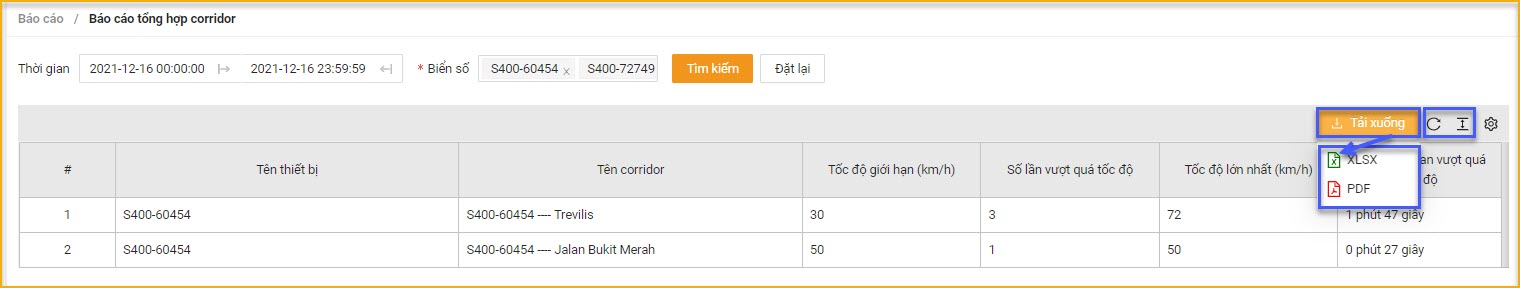 Báo cáo / Báo cáo tổng hợp corridor
Thời gian 2021-12-16 00:00:00 2021-12-16 23:59:59 * Biển số S400-60454 x S400-72749 Tìm kiếm Đặt lại
Tải xuống
# Tên thiết bị Tên corridor Tốc độ giới hạn (km/h) Số lần vượt quá tốc độ Tốc độ lớn nhất (km/h) an vượt quá
độ
XLSX
PDF
1 S400-60454 S400-60454 ---- Trevilis 30 3 72 1 phút 47 giây
2 S400-60454 S400-60454 ---- Jalan Bukit Merah 50 1 50 0 phút 27 giây